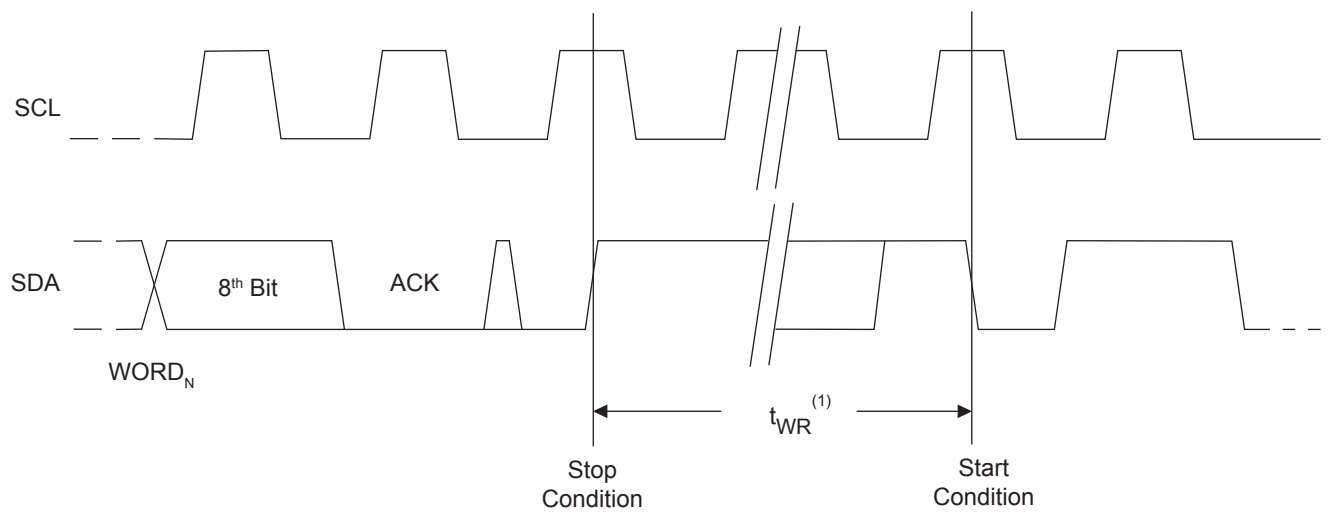 SCL
SDA
8th Bit
ACK
WORDN
tWR(1)
Stop
Condition
Start
Condition